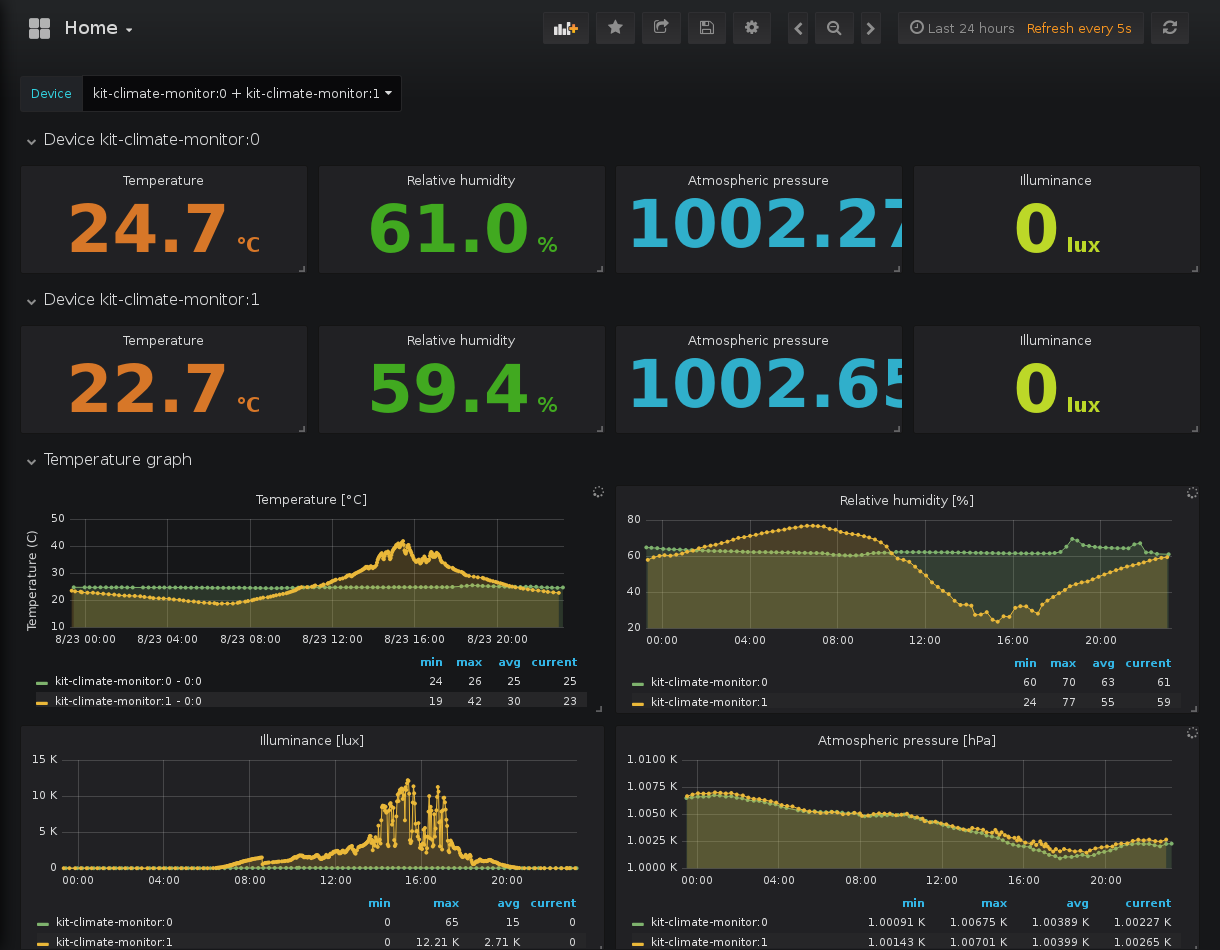 Home
Last 24 hours Refresh every 5s
Device kit-climate-monitor:0 + kit-climate-monitor:1
Device kit-climate-monitor:0
Temperature Relative humidity Atmospheric pressure Illuminance
24.7 °C 61.0 % 1002.27 0 lux
Device kit-climate-monitor:1
Temperature Relative humidity Atmospheric pressure Illuminance
22.7 °C 59.4 % 1002.65 0 lux
Temperature graph
Temperature [°C]
Temperature (C)
50
40
30
20
10
8/23 00:00 8/23 04:00 8/23 08:00 8/23 12:00 8/23 16:00 8/23 20:00
min max avg current
kit-climate-monitor:0 - 0:0 24 26 25 25
kit-climate-monitor:1 - 0:0 19 42 30 23
Relative humidity [%]
80
60
40
20
00:00 04:00 08:00 12:00 16:00 20:00
min max avg current
kit-climate-monitor:0 60 70 63 61
kit-climate-monitor:1 24 77 55 59
Illuminance [lux]
15 K
10 K
5 K
0
00:00 04:00 08:00 12:00 16:00 20:00
min max avg current
kit-climate-monitor:0 0 65 15 0
kit-climate-monitor:1 0 12.21 K 2.71 K 0
Atmospheric pressure [hPa]
1.0100 K
1.0075 K
1.0050 K
1.0025 K
1.0000 K
00:00 04:00 08:00 12:00 16:00 20:00
min max avg current
kit-climate-monitor:0 1.00091 K 1.00675 K 1.00389 K 1.00227 K
kit-climate-monitor:1 1.00143 K 1.00701 K 1.00399 K 1.00265 K